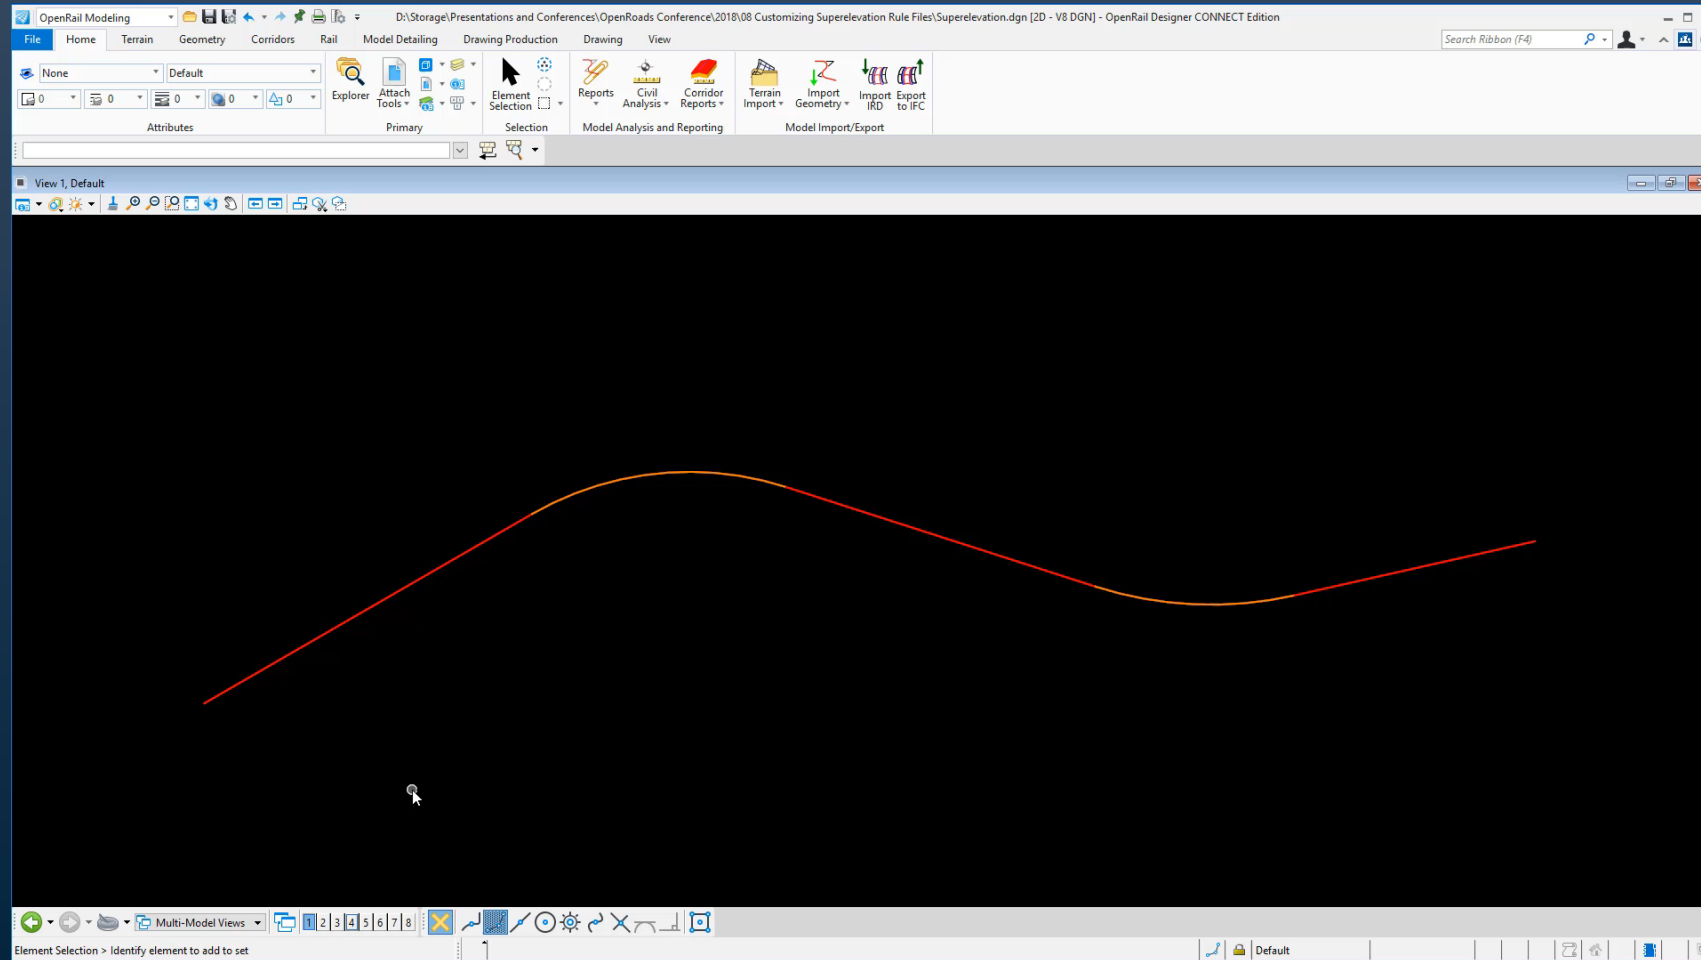 OpenRail Modeling
D:\Storage\Presentations and Conferences\OpenRoads Conference\2018\08 Customizing Superelevation Rule Files\Superelevation.dgn [2D - V8 DGN] - OpenRail Designer CONNECT Edition
File Home Terrain Geometry Corridors Rail Model Detailing Drawing Production Drawing View
Search Ribbon (F4)
None Default
0 0 0 0 0
Attributes
Explorer
Attach Tools
Primary
Element Selection
Selection
Reports
Civil Analysis
Corridor Reports
Model Analysis and Reporting
Terrain Import
Import Geometry
Import IRD
Export to IFC
Model Import/Export
View 1, Default
Multi-Model Views
1 2 3 4 5 6 7 8
Element Selection > Identify element to add to set
Default